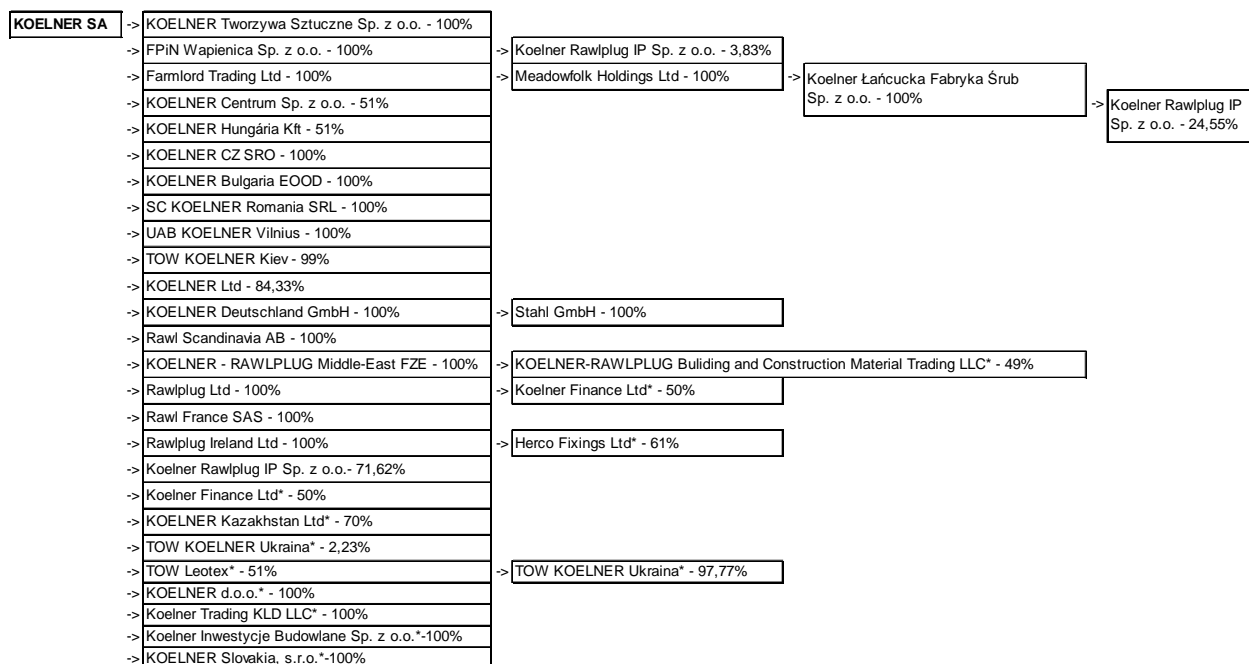 KOELNER SA -> KOELNER Tworzywa Sztuczne Sp. z o.o. - 100%
-> FPiN Wapienica Sp. z o.o. - 100% -> Koelner Rawlplug IP Sp. z o.o. - 3,83%
-> Farmlord Trading Ltd - 100% -> Meadowfolk Holdings Ltd - 100% -> Koelner Łańcucka Fabryka Śrub
Sp. z o.o. - 100%
-> Koelner Rawlplug IP
Sp. z o.o. - 24,55%
-> KOELNER Centrum Sp. z o.o. - 51%
-> KOELNER Hungária Kft - 51%
-> KOELNER CZ SRO - 100%
-> KOELNER Bulgaria EOOD - 100%
-> SC KOELNER Romania SRL - 100%
-> UAB KOELNER Vilnius - 100%
-> TOW KOELNER Kiev - 99%
-> KOELNER Ltd - 84,33%
-> KOELNER Deutschland GmbH - 100% -> Stahl GmbH - 100%
-> Rawl Scandinavia AB - 100%
-> KOELNER - RAWLPLUG Middle-East FZE - 100% -> KOELNER-RAWLPLUG Buliding and Construction Material Trading LLC* - 49%
-> Rawlplug Ltd - 100% -> Koelner Finance Ltd* - 50%
-> Rawl France SAS - 100%
-> Rawlplug Ireland Ltd - 100% -> Herco Fixings Ltd* - 61%
-> Koelner Rawlplug IP Sp. z o.o.- 71,62%
-> Koelner Finance Ltd* - 50%
-> KOELNER Kazakhstan Ltd* - 70%
-> TOW KOELNER Ukraina* - 2,23%
-> TOW Leotex* - 51% -> TOW KOELNER Ukraina* - 97,77%
-> KOELNER d.o.o.* - 100%
-> Koelner Trading KLD LLC* - 100%
-> Koelner Inwestycje Budowlane Sp. z o.o.*-100%
-> KOELNER Slovakia, s.r.o.*-100%